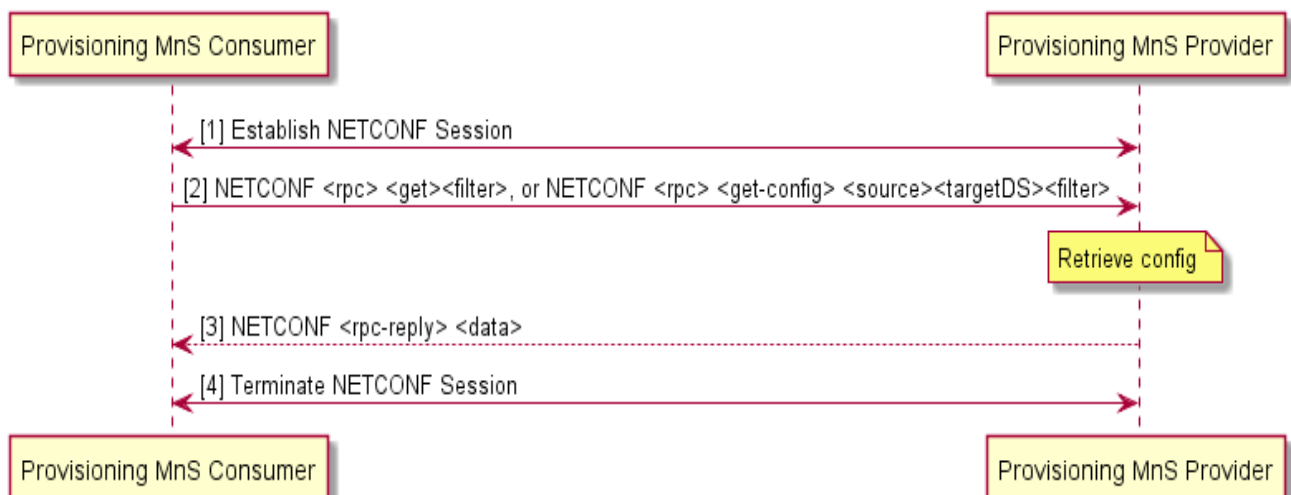 Provisioning MnS Consumer
Provisioning MnS Provider
[1] Establish NETCONF Session
[2] NETCONF <rpc> <get><filter>, or NETCONF <rpc> <get-config> <source><targetDS><filter>
Retrieve config
[3] NETCONF <rpc-reply> <data>
[4] Terminate NETCONF Session
Provisioning MnS Consumer
Provisioning MnS Provider